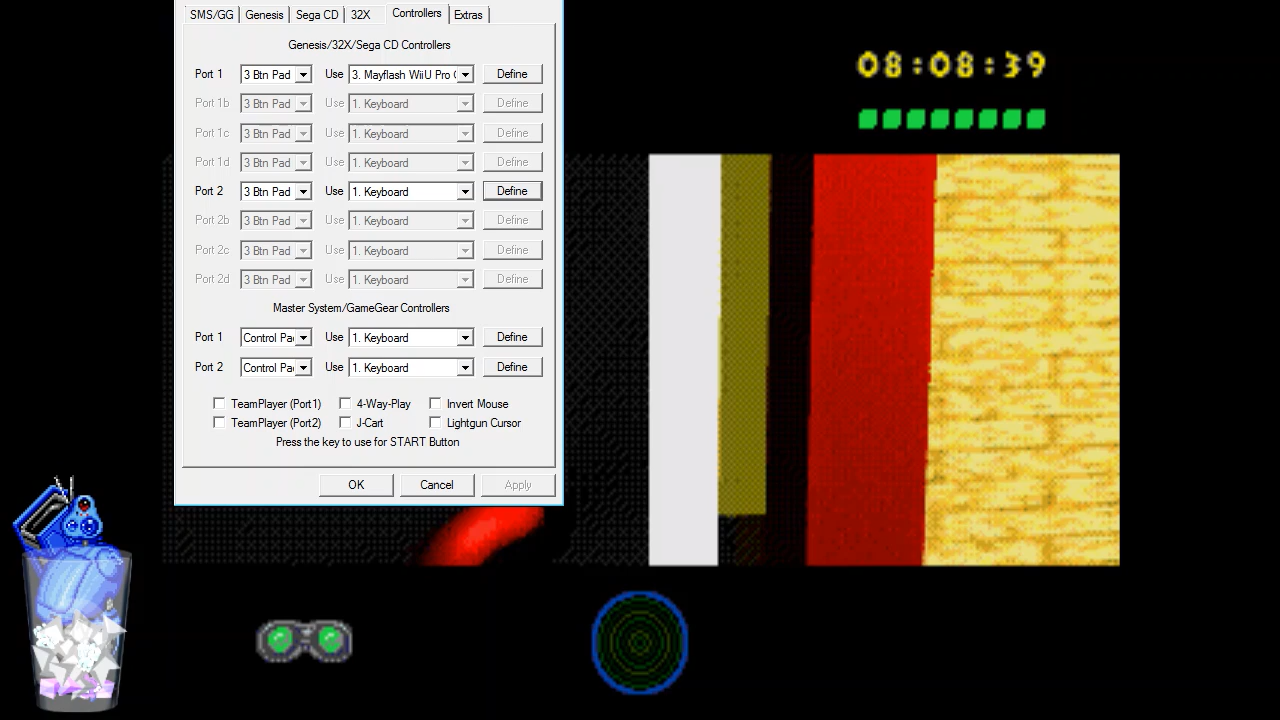 SMS/GG Genesis Sega CD 32X Controllers Extras
Genesis/32X/Sega CD Controllers
Port 1 3 Btn Pad Use 3. Mayflash WiiU Pro Define
Port 1b 3 Btn Pad Use 1. Keyboard Define
Port 1c 3 Btn Pad Use 1. Keyboard Define
Port 1d 3 Btn Pad Use 1. Keyboard Define
Port 2 3 Btn Pad Use 1. Keyboard Define
Port 2b 3 Btn Pad Use 1. Keyboard Define
Port 2c 3 Btn Pad Use 1. Keyboard Define
Port 2d 3 Btn Pad Use 1. Keyboard Define
Master System/GameGear Controllers
Port 1 Control Pa Use 1. Keyboard Define
Port 2 Control Pa Use 1. Keyboard Define
TeamPlayer (Port1) 4-Way-Play Invert Mouse
TeamPlayer (Port2) J-Cart Lightgun Cursor
Press the key to use for START Button
OK Cancel Apply
08:08:39